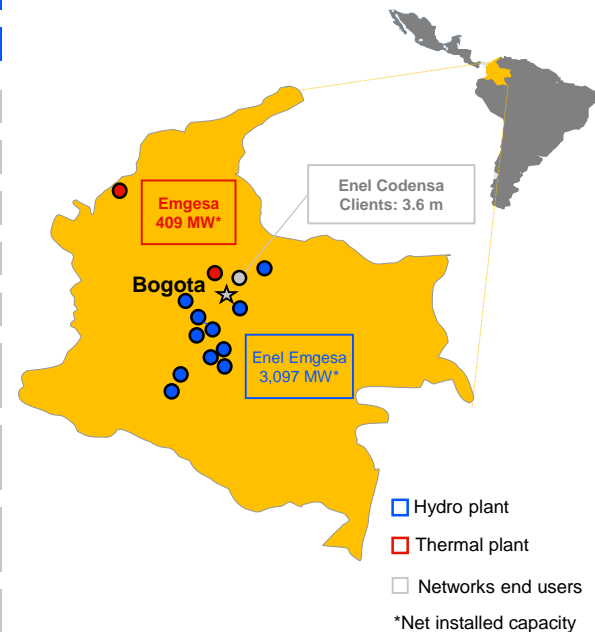 Enel Codensa
Clients: 3.6 m
Emgesa
409 MW*
Bogota
Enel Emgesa
3,097 MW*
Hydro plant
Thermal plant
Networks end users
*Net installed capacity